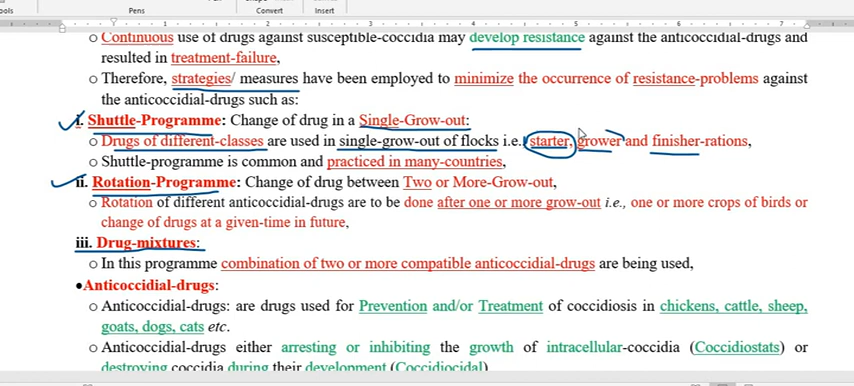 Pens
Convert
Insert
1 2 3 4 5 6 7
o Continuous use of drugs against susceptible-coccidia may develop resistance against the anticoccidial-drugs and
resulted in treatment-failure,
o Therefore, strategies/ measures have been employed to minimize the occurrence of resistance-problems against
the anticoccidial-drugs such as:
i. Shuttle-Programme: Change of drug in a Single-Grow-out:
o Drugs of different-classes are used in single-grow-out of flocks i.e. starter, grower and finisher-rations,
o Shuttle-programme is common and practiced in many-countries,
ii. Rotation-Programme: Change of drug between Two or More-Grow-out,
o Rotation of different anticoccidial-drugs are to be done after one or more grow-out i.e., one or more crops of birds or
change of drugs at a given-time in future,
iii. Drug-mixtures:
o In this programme combination of two or more compatible anticoccidial-drugs are being used,
•Anticoccidial-drugs:
o Anticoccidial-drugs: are drugs used for Prevention and/or Treatment of coccidiosis in chickens, cattle, sheep,
goats, dogs, cats etc.
o Anticoccidial-drugs either arresting or inhibiting the growth of intracellular-coccidia (Coccidiostats) or
destroying coccidia during their development (Coccidiocidal)